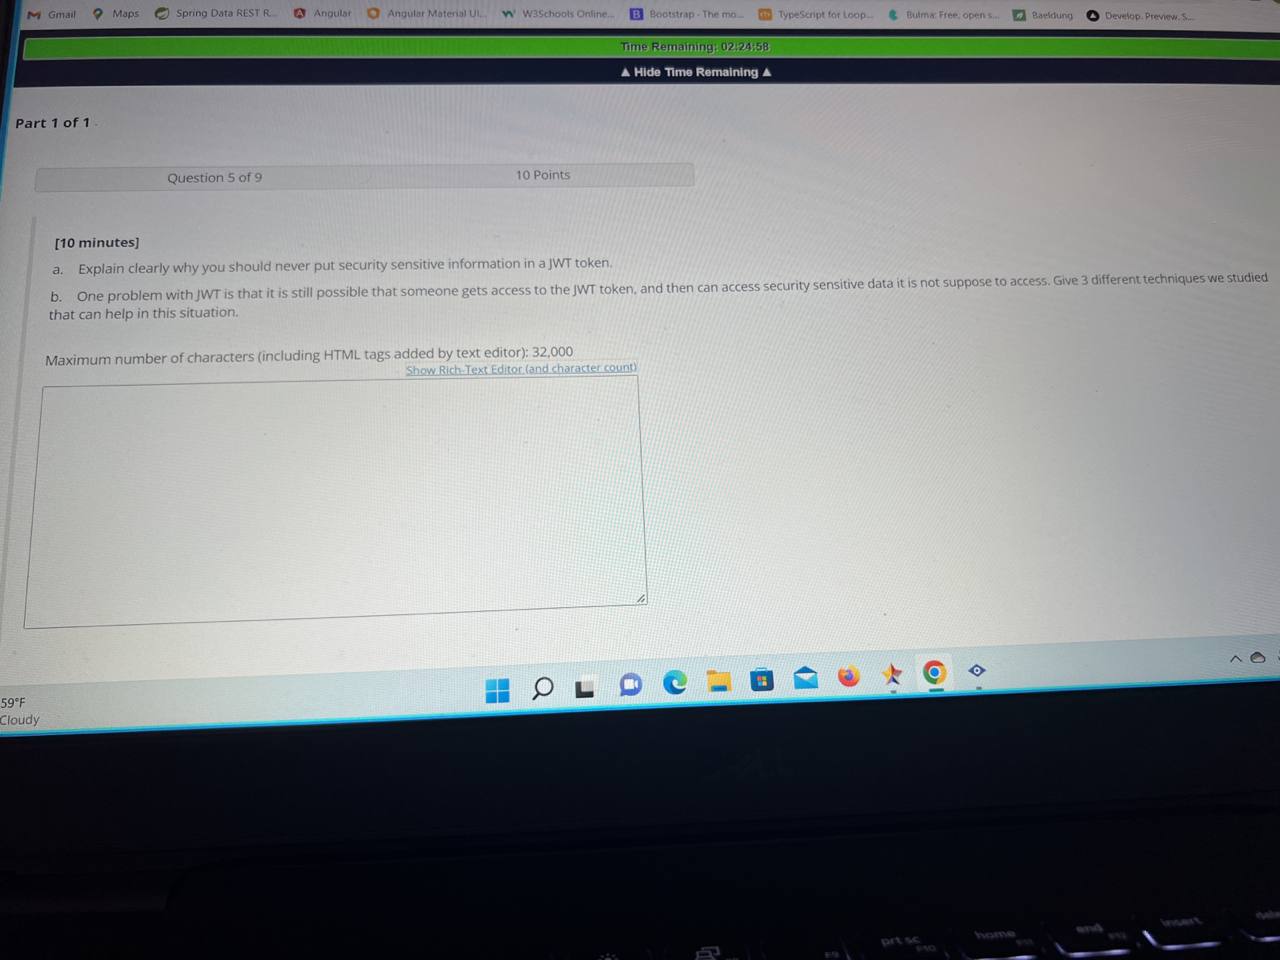 Gmail Maps Spring Data REST R... Angular Angular Material UI... W3Schools Online... Bootstrap - The mo... TypeScript for Loop... Bulma: Free, open s... Baeldung Develop. Preview. S...
Time Remaining: 02:24:58
▲ Hide Time Remaining ▲
Part 1 of 1 -
Question 5 of 9 10 Points
[10 minutes]
a. Explain clearly why you should never put security sensitive information in a JWT token.
b. One problem with JWT is that it is still possible that someone gets access to the JWT token, and then can access security sensitive data it is not suppose to access. Give 3 different techniques we studied
that can help in this situation.
Maximum number of characters (including HTML tags added by text editor): 32,000
Show Rich-Text Editor (and character count)
59°F
Cloudy
prt sc F10 home F11 end F12 insert
F9